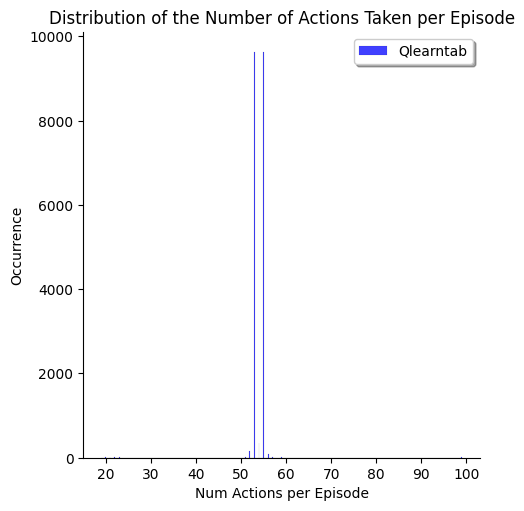 Distribution of the Number of Actions Taken per Episode
Qlearntab
10000
8000
6000
4000
2000
0
Occurrence
20 30 40 50 60 70 80 90 100
Num Actions per Episode